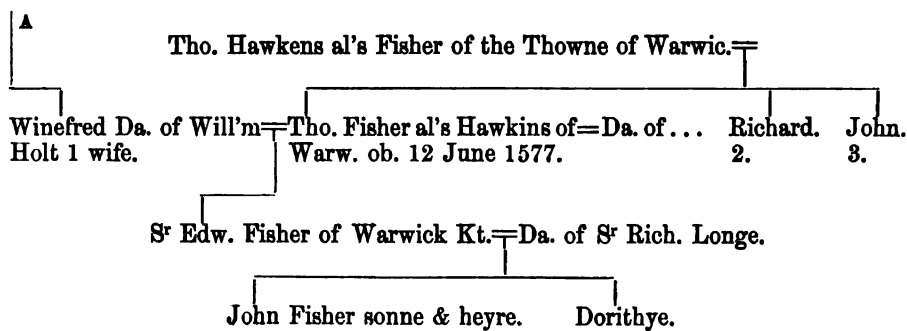 A
Tho. Hawkens al's Fisher of the Thowne of Warwic.=
Winefred Da. of Will'm=Tho. Fisher al's Hawkins of=Da. of... Richard. John.
Holt 1 wife. Warw. ob. 12 June 1577. 2. 3.
Sr Edw. Fisher of Warwick Kt.=Da. of Sr Rich. Longe.
John Fisher sonne & heyre. Dorithye.